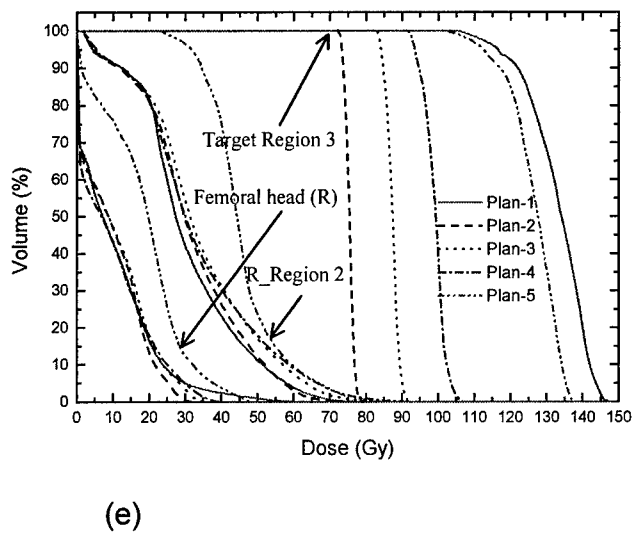 100
90
80
70
60
50
40
30
20
10
0
Volume (%)
Target Region 3
Femoral head (R)
R_Region 2
Plan-1
Plan-2
Plan-3
Plan-4
Plan-5
0 10 20 30 40 50 60 70 80 90 100 110 120 130 140 150
Dose (Gy)
(e)